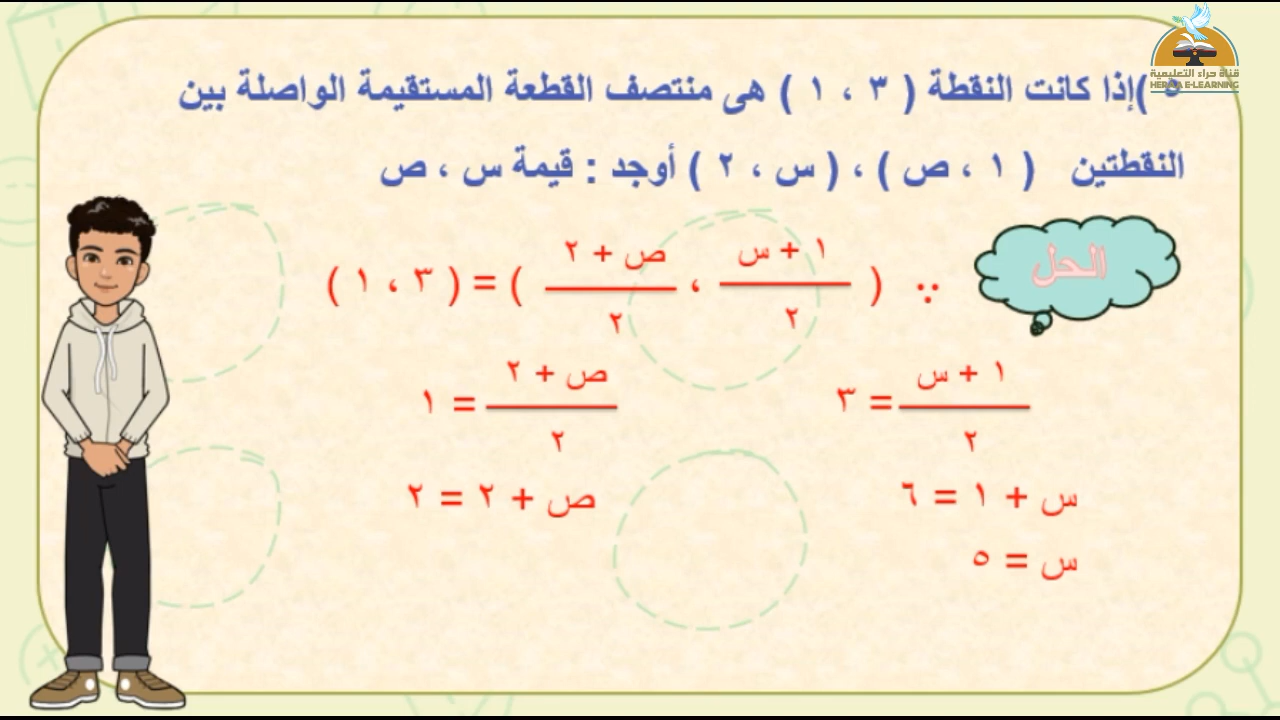 قناة حراء التعليمية
HERAA E-LEARNING
٥ )إذا كانت النقطة ( ٣ ، ١ ) هى منتصف القطعة المستقيمة الواصلة بين
النقطتين ( ١ ، ص ) ، ( س ، ٢ ) أوجد : قيمة س ، ص
الحل
∵ ( ١ + س / ٢ ، ص + ٢ / ٢ ) = ( ٣ ، ١ )
١ + س / ٢ = ٣
ص + ٢ / ٢ = ١
س + ١ = ٦
ص + ٢ = ٢
س = ٥